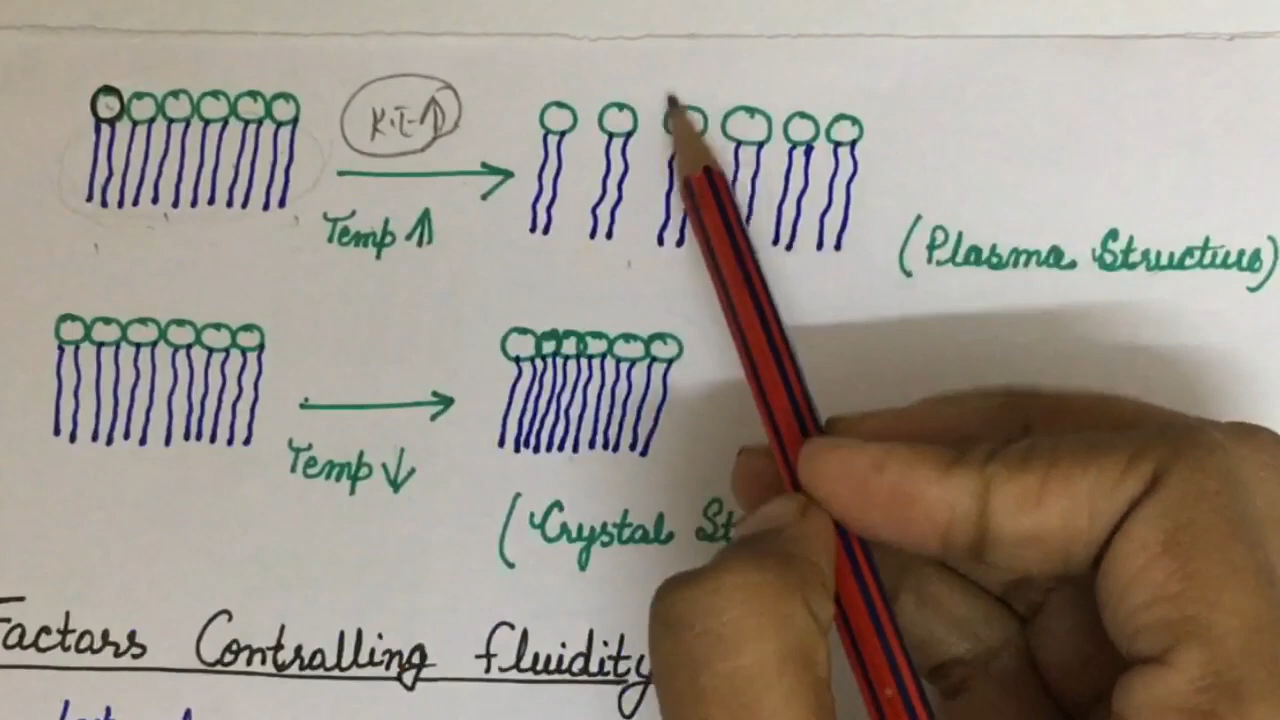 K.E ↑
Temp ↑
(Plasma Structure)
Temp ↓
(Crystal St
Factors Controlling fluidity